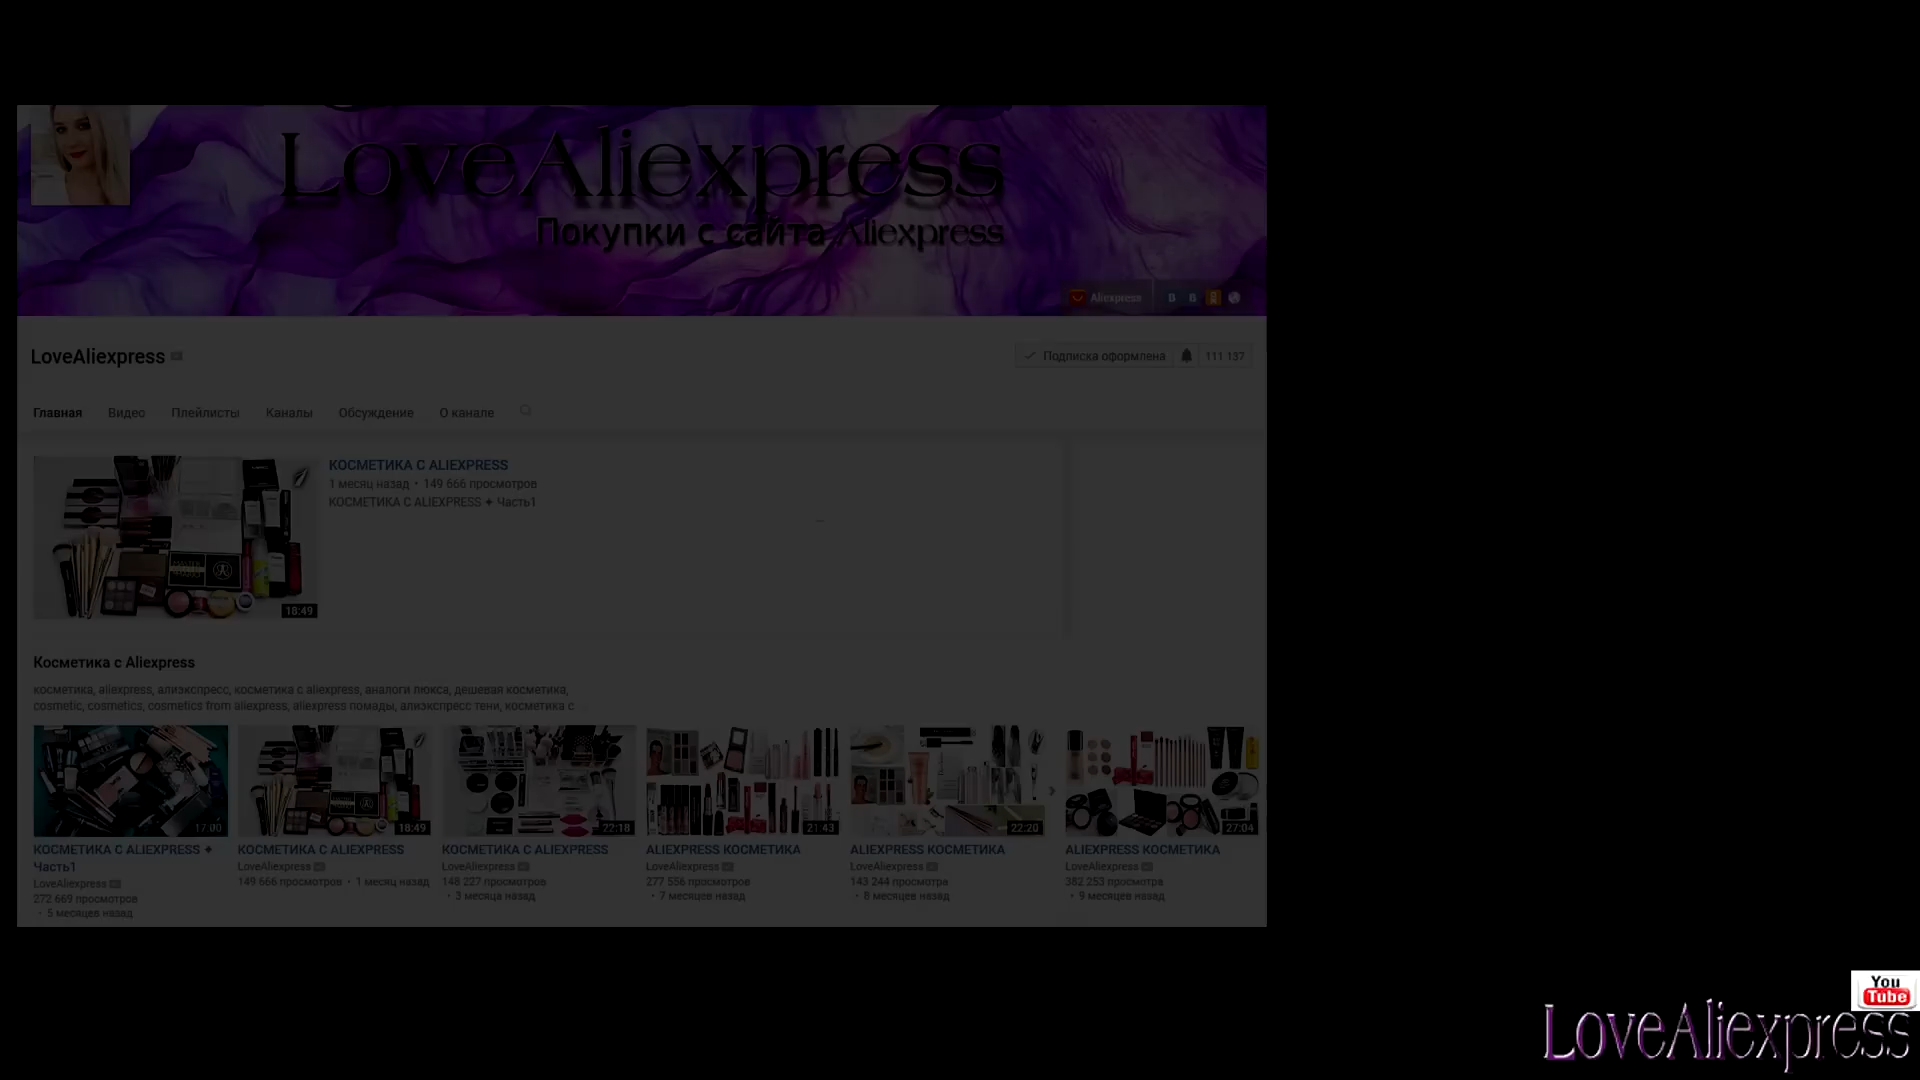 LoveAliexpress
Покупки с сайта Aliexpress
Aliexpress
LoveAliexpress
Подписка оформлена 111 137
Главная Видео Плейлисты Каналы Обсуждение О канале
КОСМЕТИКА С ALIEXPRESS
1 месяц назад • 149 666 просмотров
КОСМЕТИКА С ALIEXPRESS ✦ Часть1
18:49
Косметика с Aliexpress
косметика, aliexpress, алиэкспресс, косметика с aliexpress, аналоги люкса, дешевая косметика,
cosmetic, cosmetics, cosmetics from aliexpress, aliexpress помады, алиэкспресс тени, косметика с
17:00
18:49
22:18
21:43
22:20
27:04
КОСМЕТИКА С ALIEXPRESS ✦
Часть1
LoveAliexpress
272 669 просмотров
• 5 месяцев назад
КОСМЕТИКА С ALIEXPRESS
LoveAliexpress
149 666 просмотров • 1 месяц назад
КОСМЕТИКА С ALIEXPRESS
LoveAliexpress
148 227 просмотров
• 3 месяца назад
ALIEXPRESS КОСМЕТИКА
LoveAliexpress
277 556 просмотров
• 7 месяцев назад
ALIEXPRESS КОСМЕТИКА
LoveAliexpress
143 244 просмотра
• 8 месяцев назад
ALIEXPRESS КОСМЕТИКА
LoveAliexpress
382 253 просмотра
• 9 месяцев назад
You
Tube
LoveAliexpress